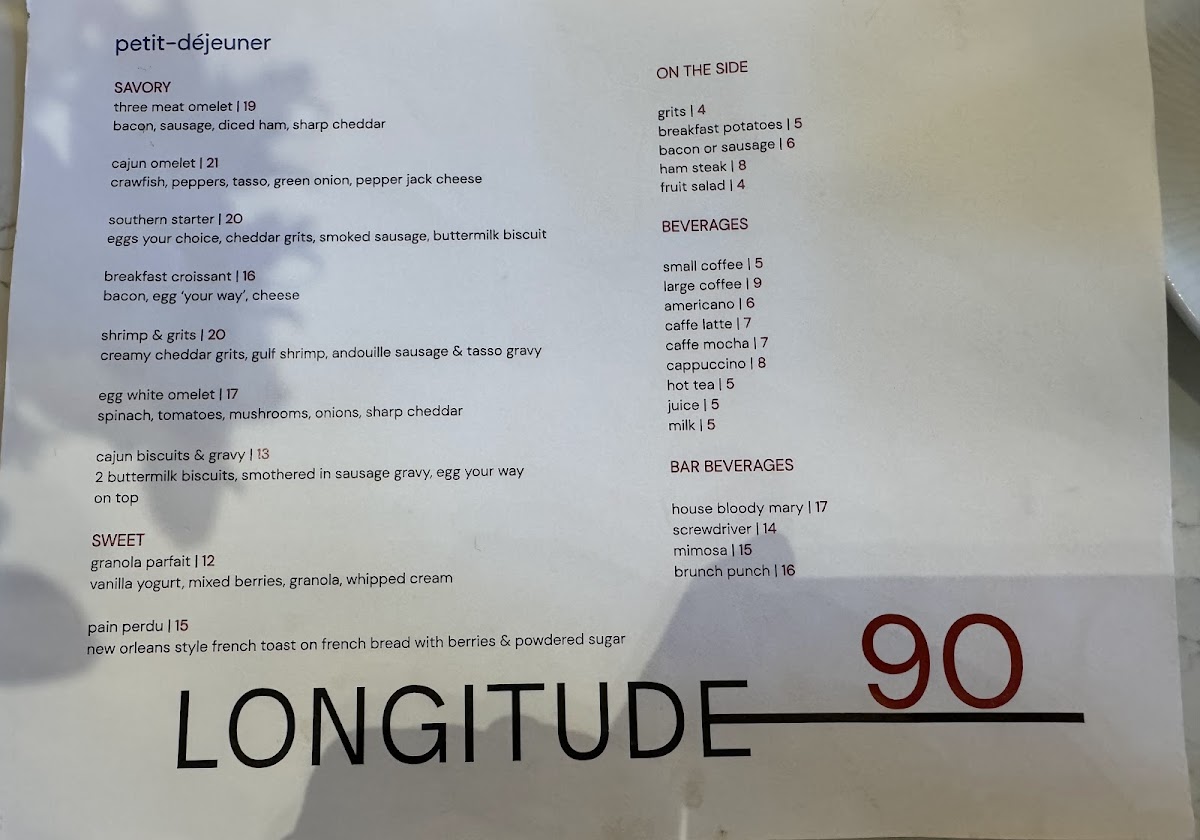 petit-déjeuner
SAVORY
three meat omelet | 19
bacon, sausage, diced ham, sharp cheddar
cajun omelet | 21
crawfish, peppers, tasso, green onion, pepper jack cheese
southern starter | 20
eggs your choice, cheddar grits, smoked sausage, buttermilk biscuit
breakfast croissant | 16
bacon, egg ‘your way’, cheese
shrimp & grits | 20
creamy cheddar grits, gulf shrimp, andouille sausage & tasso gravy
egg white omelet | 17
spinach, tomatoes, mushrooms, onions, sharp cheddar
cajun biscuits & gravy | 13
2 buttermilk biscuits, smothered in sausage gravy, egg your way
on top
SWEET
granola parfait | 12
vanilla yogurt, mixed berries, granola, whipped cream
pain perdu | 15
new orleans style french toast on french bread with berries & powdered sugar
ON THE SIDE
grits | 4
breakfast potatoes | 5
bacon or sausage | 6
ham steak | 8
fruit salad | 4
BEVERAGES
small coffee | 5
large coffee | 9
americano | 6
caffe latte | 7
caffe mocha | 7
cappuccino | 8
hot tea | 5
juice | 5
milk | 5
BAR BEVERAGES
house bloody mary | 17
screwdriver | 14
mimosa | 15
brunch punch | 16
LONGITUDE 90